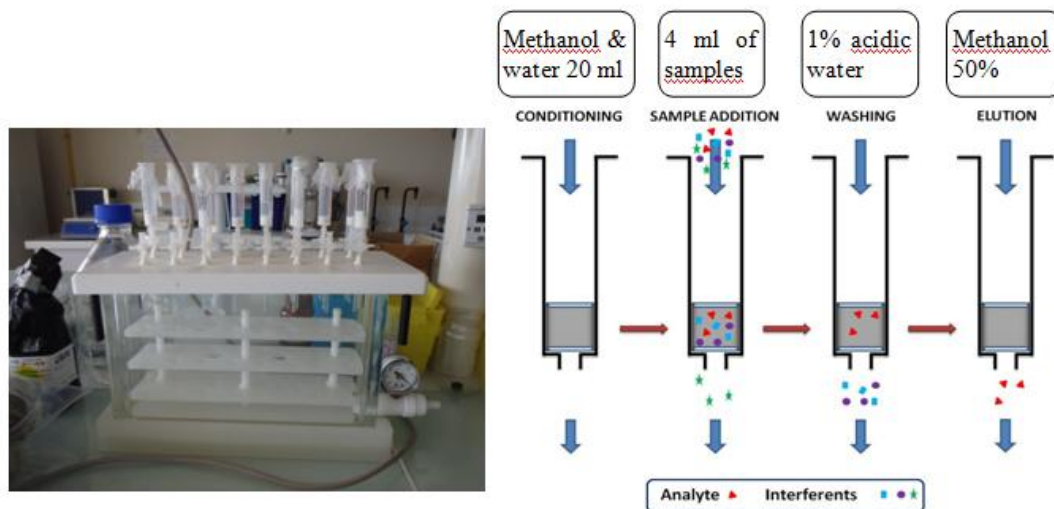 Methanol &
water 20 ml
4 ml of
samples
1% acidic
water
Methanol
50%
CONDITIONING
SAMPLE ADDITION
WASHING
ELUTION
Analyte
Interferents